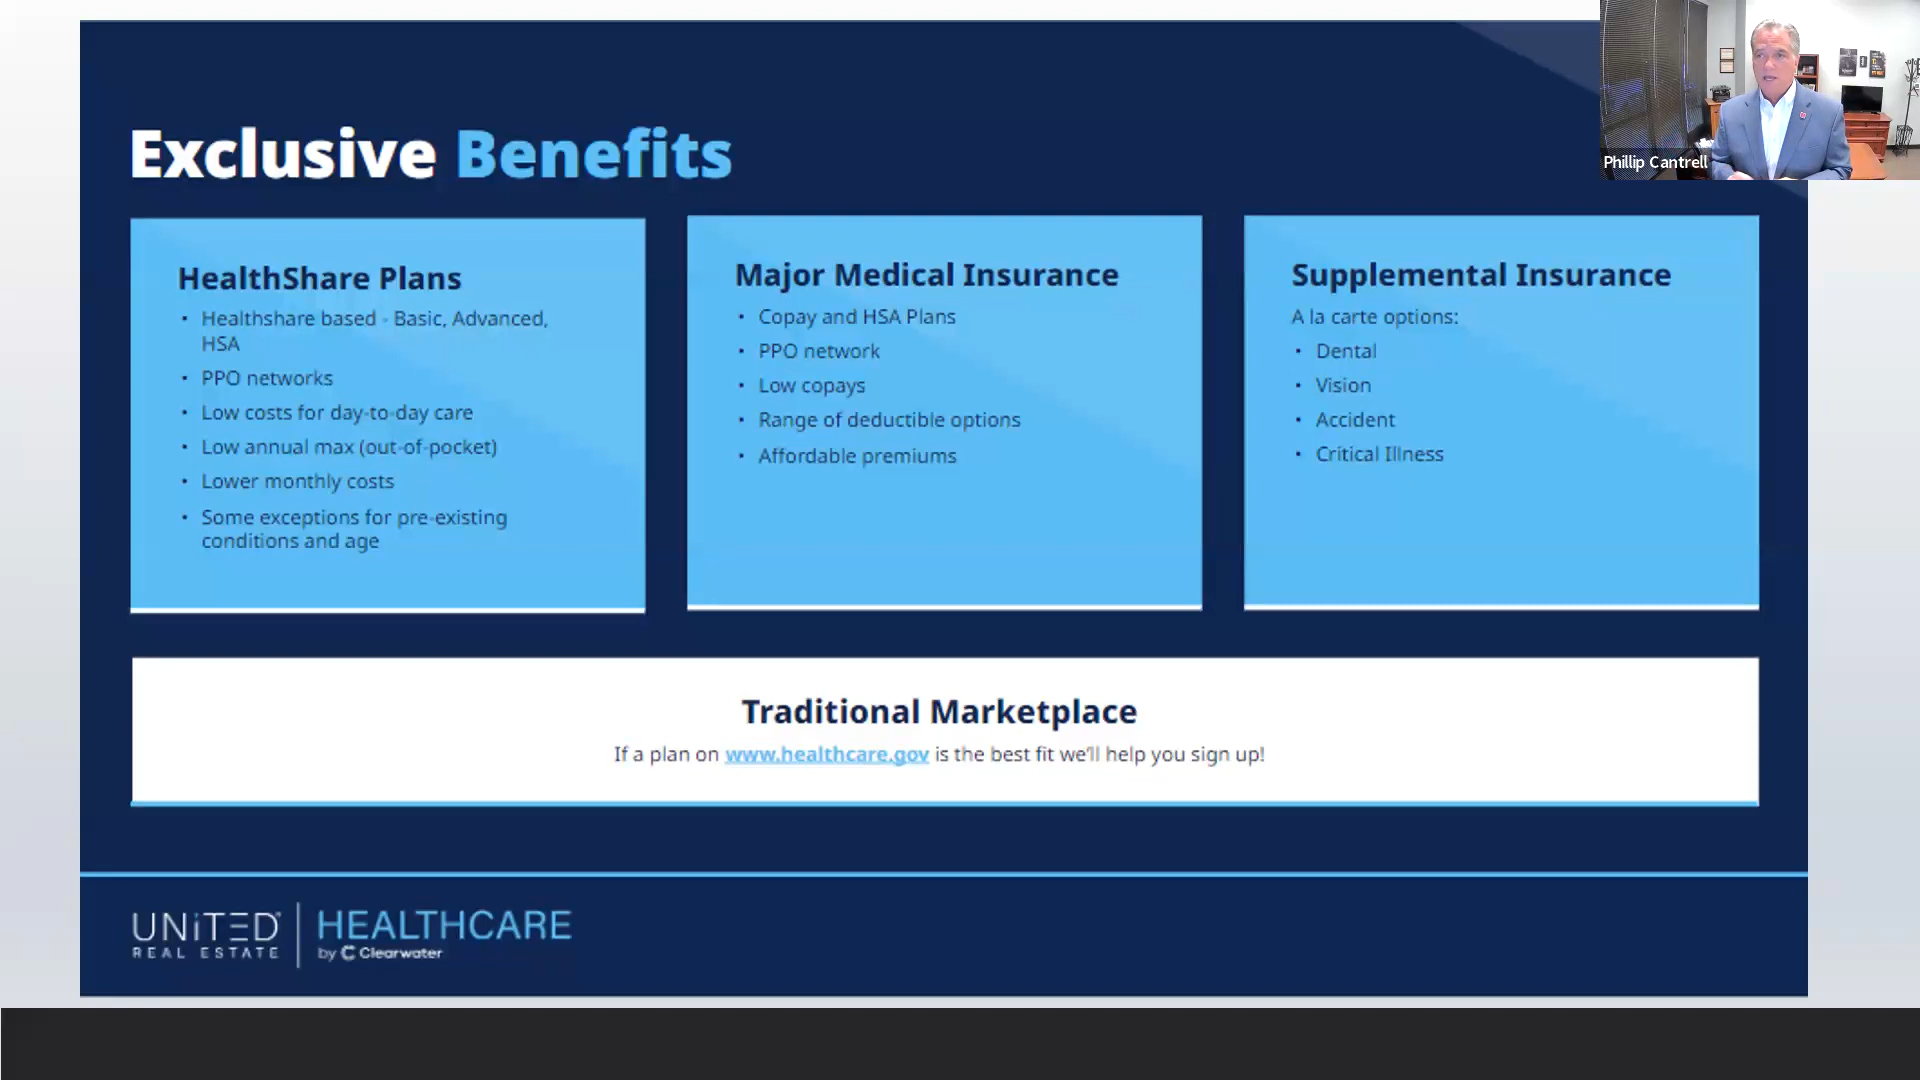 Phillip Cantrell
Exclusive Benefits
HealthShare Plans
• Healthshare based - Basic, Advanced,
HSA
• PPO networks
• Low costs for day-to-day care
• Low annual max (out-of-pocket)
• Lower monthly costs
• Some exceptions for pre-existing
conditions and age
Major Medical Insurance
• Copay and HSA Plans
• PPO network
• Low copays
• Range of deductible options
• Affordable premiums
Supplemental Insurance
A la carte options:
• Dental
• Vision
• Accident
• Critical Illness
Traditional Marketplace
If a plan on www.healthcare.gov is the best fit we'll help you sign up!
UNiTED
REAL ESTATE
HEALTHCARE
by Clearwater